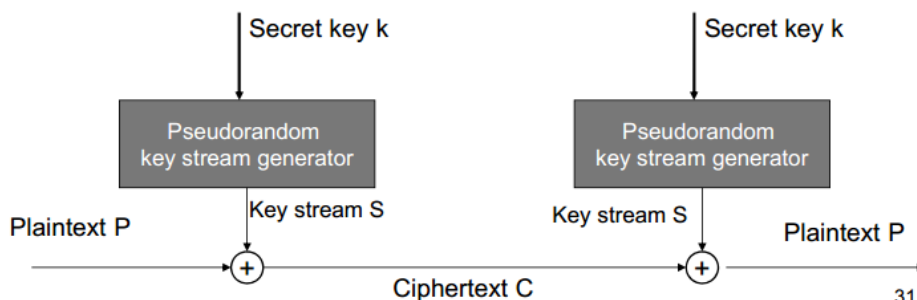 Secret key k
Secret key k
Pseudorandom
key stream generator
Pseudorandom
key stream generator
Key stream S
Key stream S
Plaintext P
Plaintext P
+
+
Ciphertext C
31